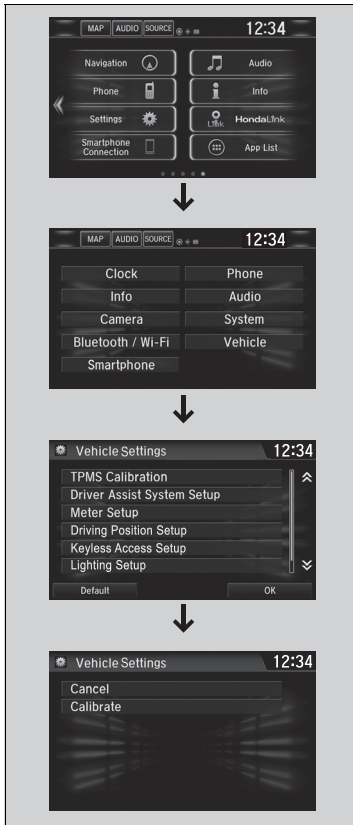 MAP AUDIO SOURCE 12:34
Navigation Audio
Phone Info
Settings Link HondaLink
Smartphone
Connection App List
MAP AUDIO SOURCE 12:34
Clock Phone
Info Audio
Camera System
Bluetooth / Wi-Fi Vehicle
Smartphone
Vehicle Settings 12:34
TPMS Calibration
Driver Assist System Setup
Meter Setup
Driving Position Setup
Keyless Access Setup
Lighting Setup
Default OK
Vehicle Settings 12:34
Cancel
Calibrate